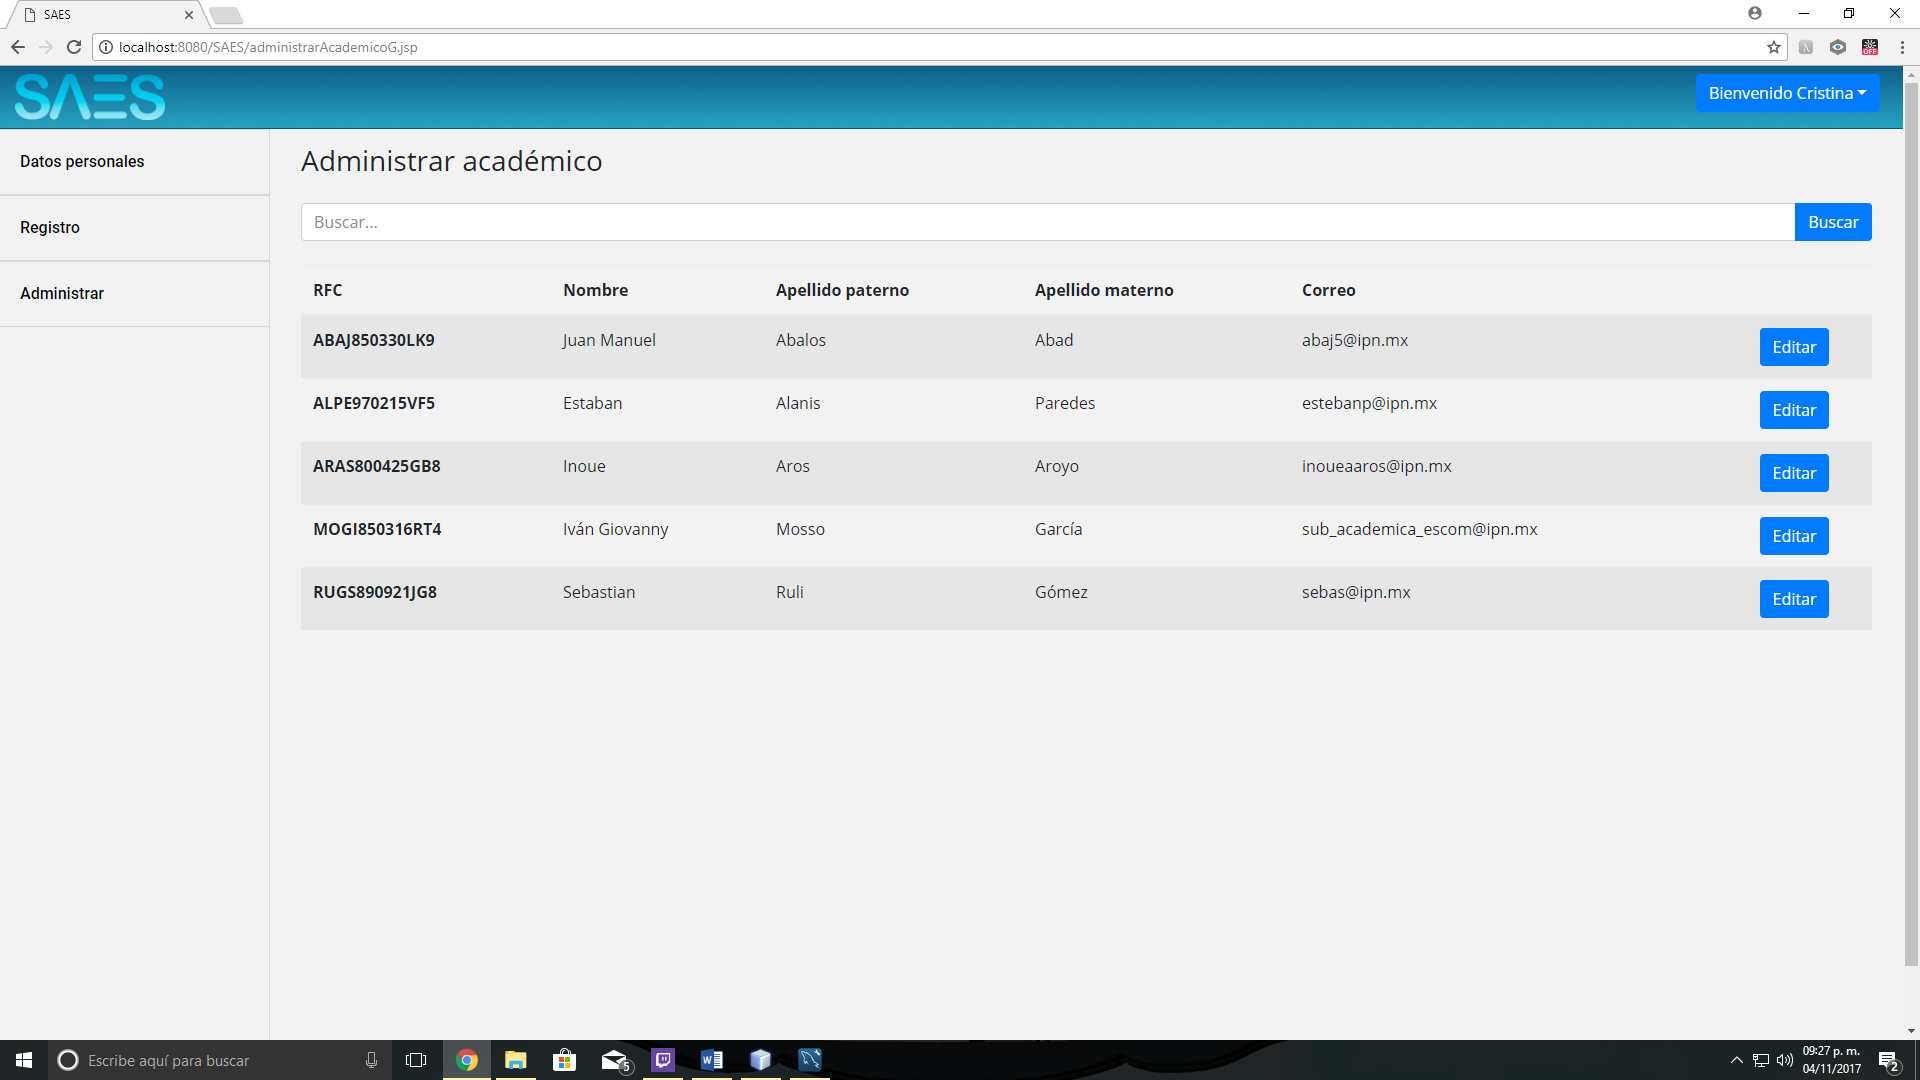 SAES
localhost:8080/SAES/administrarAcademicoG.jsp
OFF
SAES
Bienvenido Cristina
Datos personales
Registro
Administrar
Administrar académico
Buscar...
Buscar
RFC Nombre Apellido paterno Apellido materno Correo
ABAJ850330LK9 Juan Manuel Abalos Abad abaj5@ipn.mx Editar
ALPE970215VF5 Estaban Alanis Paredes estebanp@ipn.mx Editar
ARAS800425GB8 Inoue Aros Aroyo inoueaaros@ipn.mx Editar
MOGI850316RT4 Iván Giovanny Mosso García sub_academica_escom@ipn.mx Editar
RUGS890921JG8 Sebastian Ruli Gómez sebas@ipn.mx Editar
Escribe aquí para buscar
5
W
09:27 p. m.
04/11/2017
2